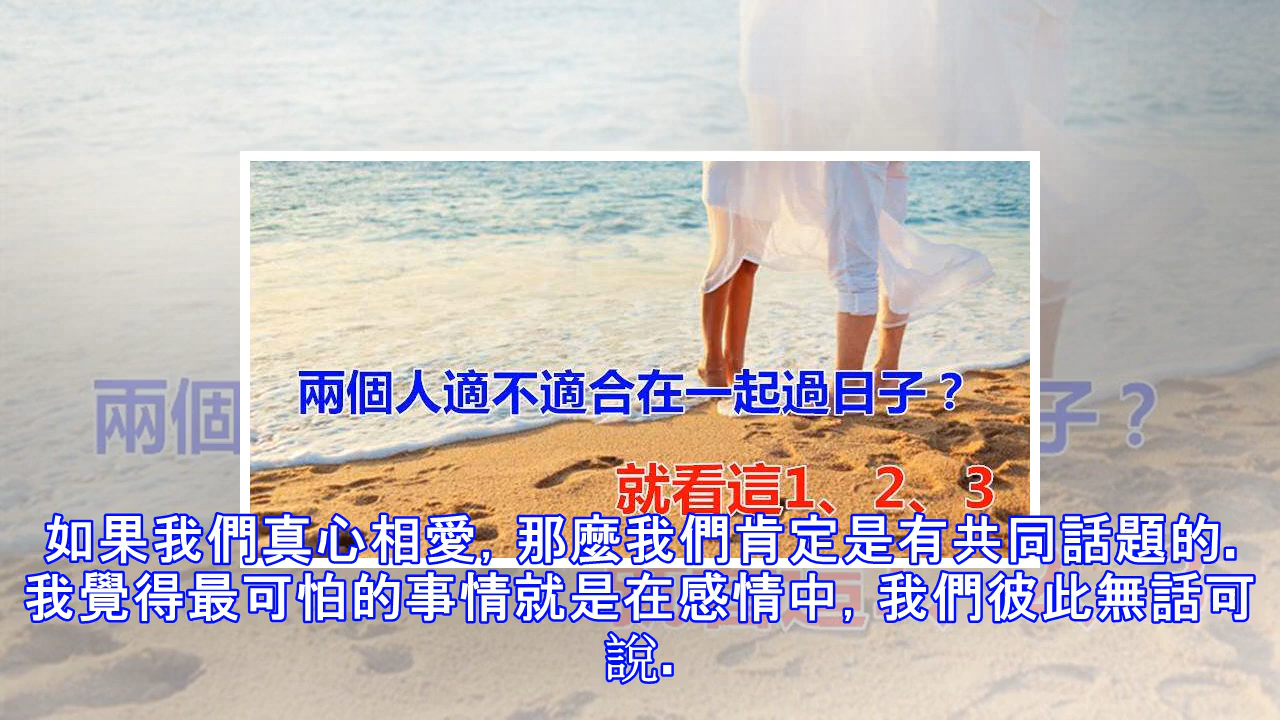 兩個人適不適合在一起過日子？
就看這1、2、3
如果我們真心相愛, 那麼我們肯定是有共同話題的.
我覺得最可怕的事情就是在感情中, 我們彼此無話可
說.